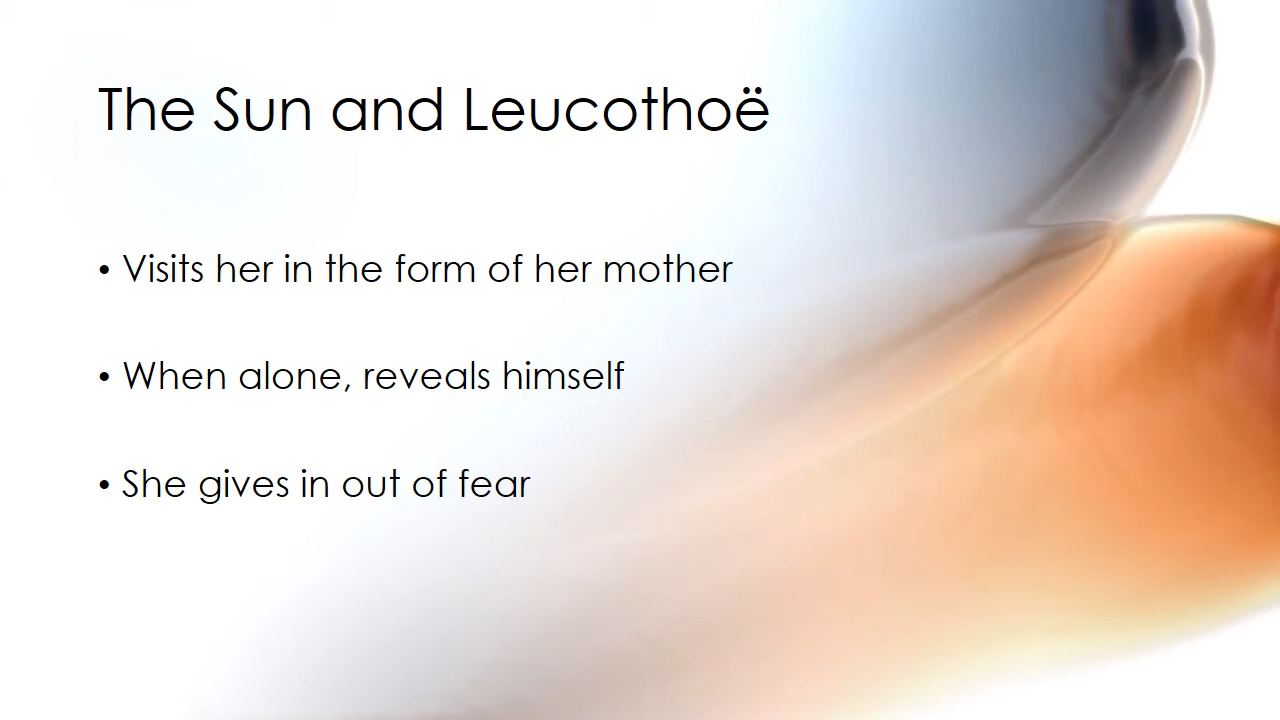 The Sun and Leucothoë
• Visits her in the form of her mother
• When alone, reveals himself
• She gives in out of fear